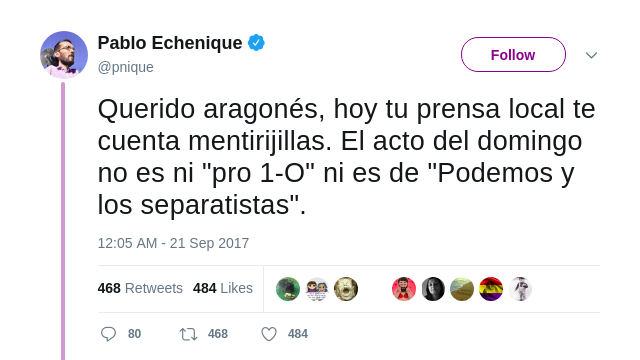 Pablo Echenique
@pnique
Follow
Querido aragonés, hoy tu prensa local te
cuenta mentirijillas. El acto del domingo
no es ni "pro 1-O" ni es de "Podemos y
los separatistas".
12:05 AM - 21 Sep 2017
468 Retweets 484 Likes
80 468 484